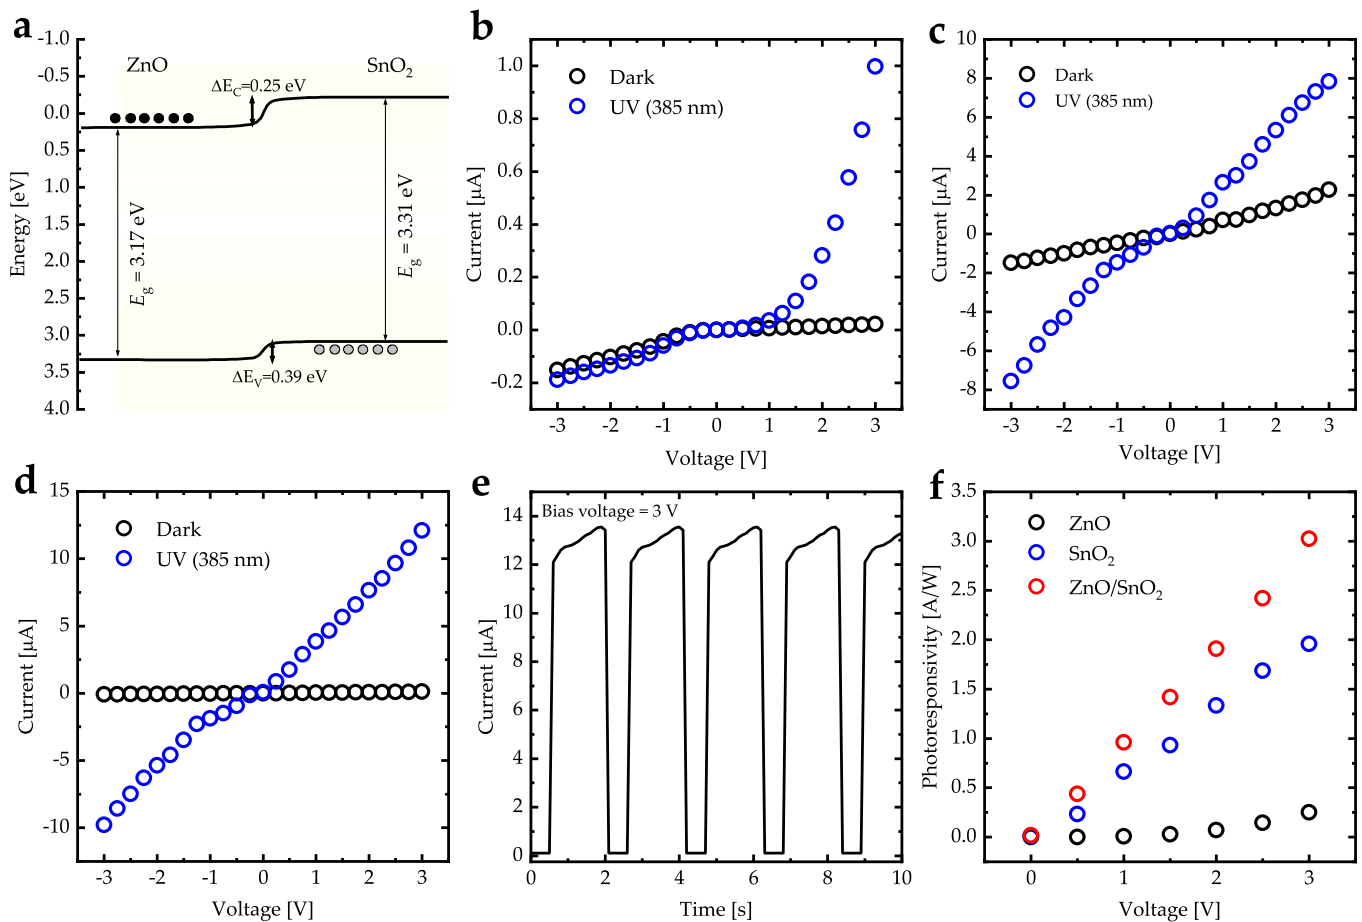 a
-1.0
-0.5
0.0
0.5
1.0
1.5
2.0
2.5
3.0
3.5
4.0
Energy [eV]
ZnO
SnO₂
ΔE_C=0.25 eV
E_g = 3.17 eV
E_g = 3.31 eV
ΔE_V=0.39 eV
b
1.0
0.8
0.6
0.4
0.2
0.0
-0.2
Current [µA]
Dark
UV (385 nm)
-3 -2 -1 0 1 2 3
Voltage [V]
c
10
8
6
4
2
0
-2
-4
-6
-8
Current [µA]
Dark
UV (385 nm)
-3 -2 -1 0 1 2 3
Voltage [V]
d
15
10
5
0
-5
-10
Current [µA]
Dark
UV (385 nm)
-3 -2 -1 0 1 2 3
Voltage [V]
e
Bias voltage = 3 V
14
12
10
8
6
4
2
0
Current [µA]
0 2 4 6 8 10
Time [s]
f
3.5
3.0
2.5
2.0
1.5
1.0
0.5
0.0
Photoresponsivity [A/W]
ZnO
SnO₂
ZnO/SnO₂
0 1 2 3
Voltage [V]